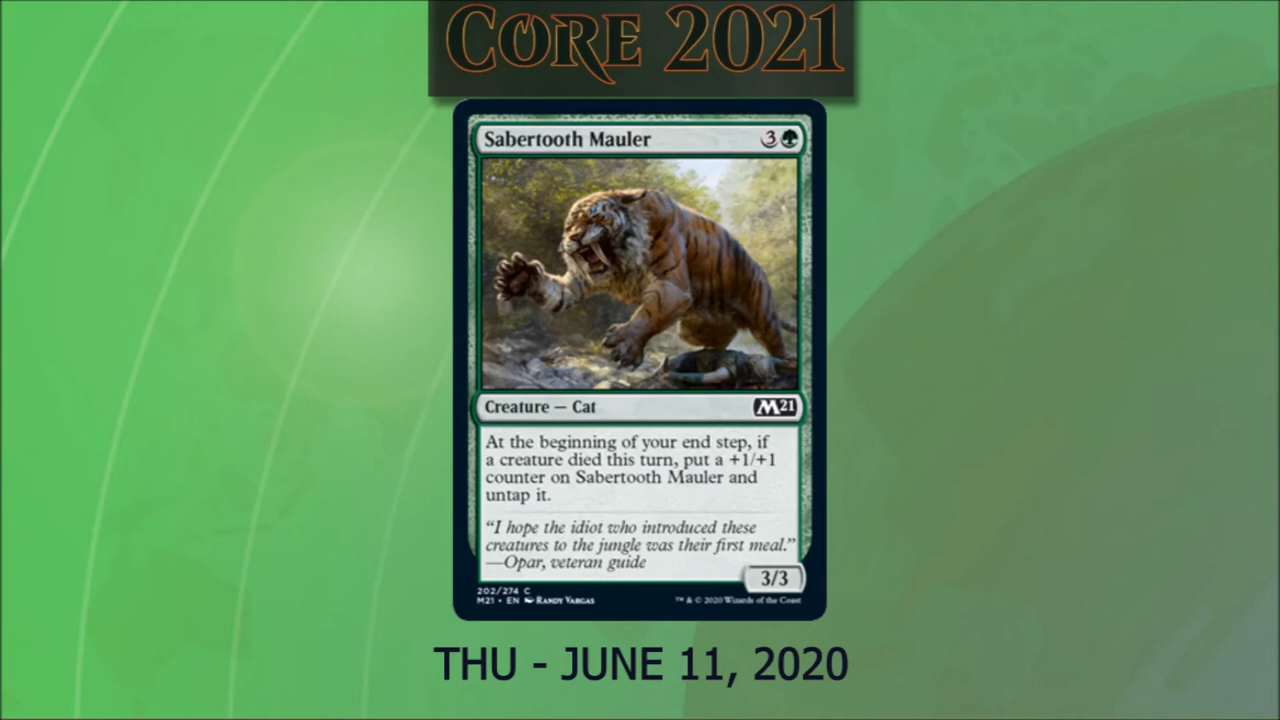 CORE 2021
Sabertooth Mauler 3
Creature — Cat M21
At the beginning of your end step, if
a creature died this turn, put a +1/+1
counter on Sabertooth Mauler and
untap it.
“I hope the idiot who introduced these
creatures to the jungle was their first meal.”
—Opar, veteran guide
3/3
202/274 C
M21 • EN RANDY VARGAS ™ & © 2020 Wizards of the Coast
THU - JUNE 11, 2020